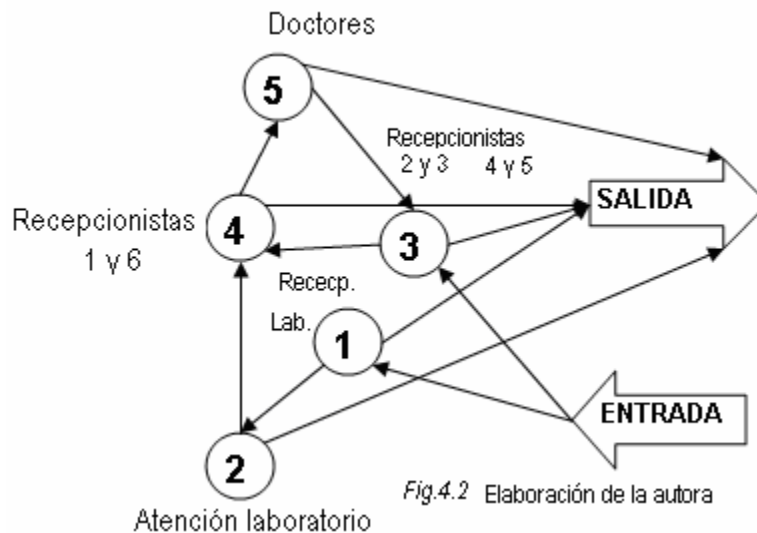 Doctores
5
Recepcionistas
2 y 3 4 y 5
SALIDA
Recepcionistas
1 y 6
4
3
Rececp.
Lab.
1
ENTRADA
2
Fig.4.2 Elaboración de la autora
Atención laboratorio